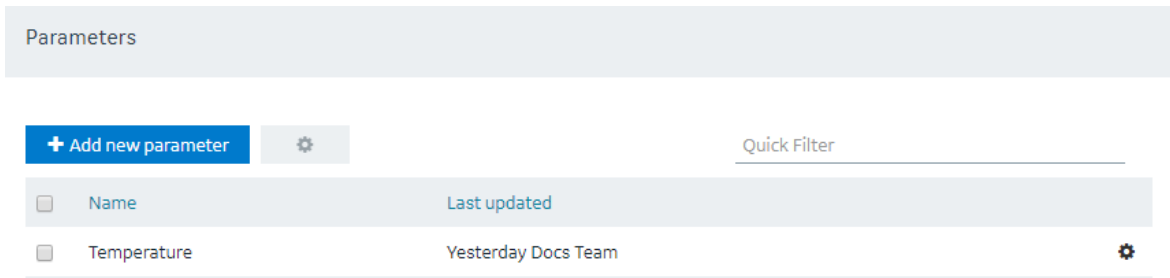 Parameters
Add new parameter
Quick Filter
Name Last updated
Temperature Yesterday Docs Team